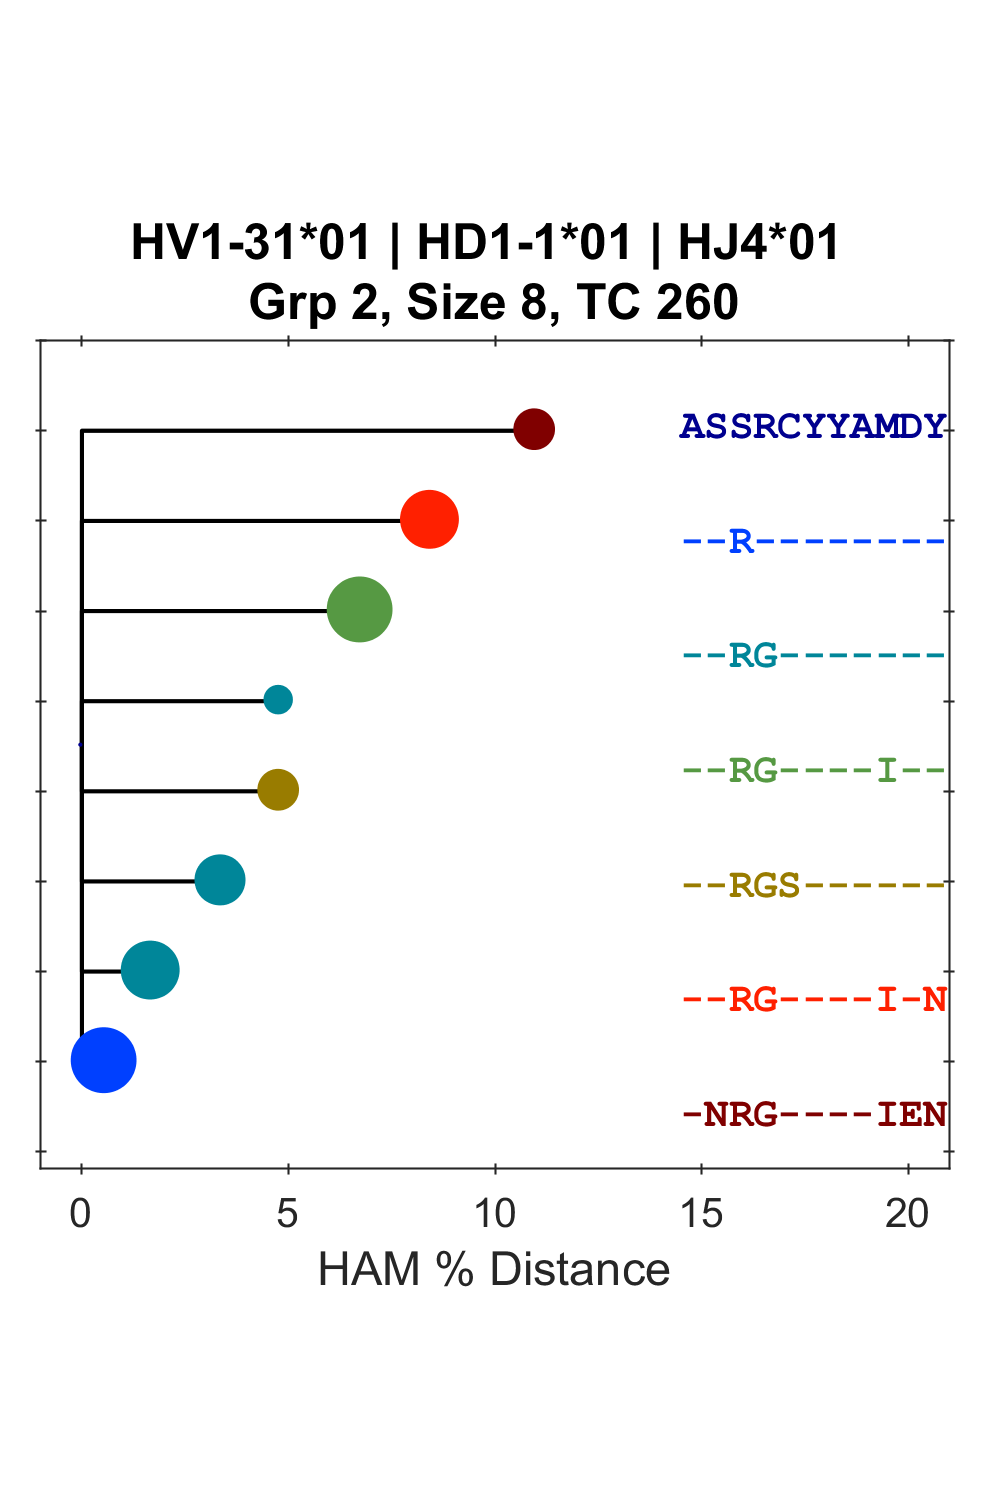 HV1-31*01 | HD1-1*01 | HJ4*01
Grp 2, Size 8, TC 260
ASSRCYYAMDY
--R--------
--RG-------
--RG----I--
--RGS------
--RG----I-N
-NRG----IEN
0 5 10 15 20
HAM % Distance